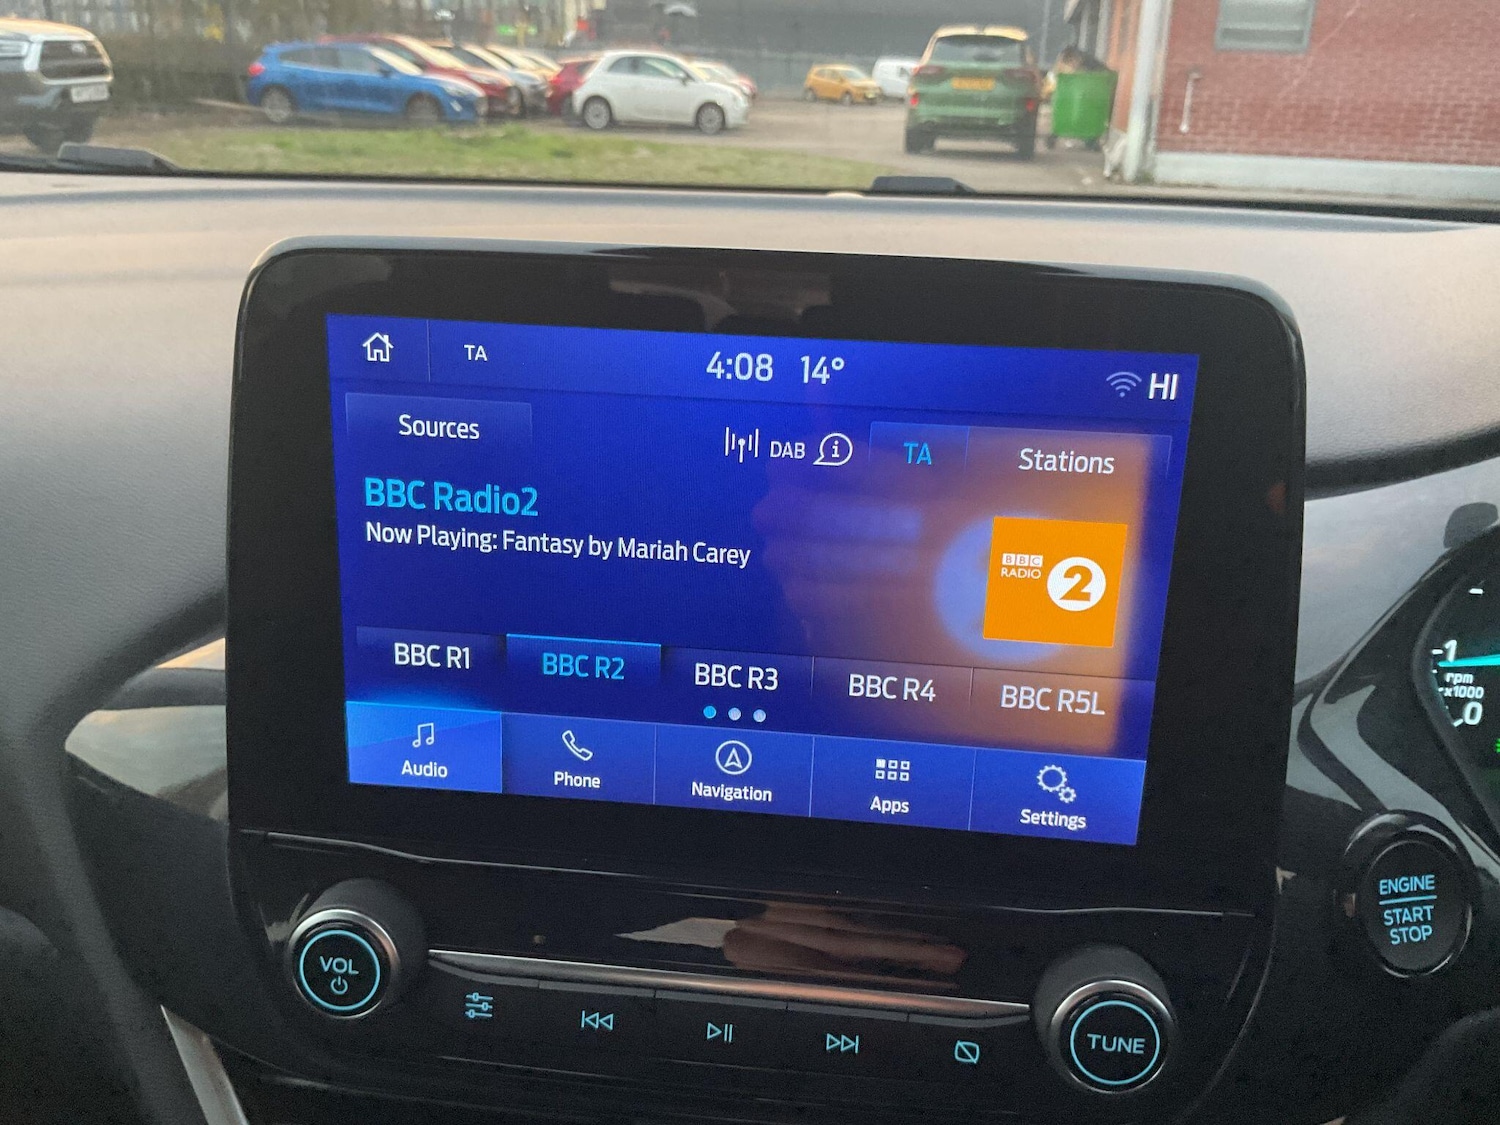 TA
4:08 14°
HI
Sources
DAB
TA
Stations
BBC Radio2
Now Playing: Fantasy by Mariah Carey
BBC
RADIO
2
BBC R1
BBC R2
BBC R3
BBC R4
BBC R5L
Audio
Phone
Navigation
Apps
Settings
VOL
TUNE
ENGINE
START
STOP
1
rpm
x1000
0